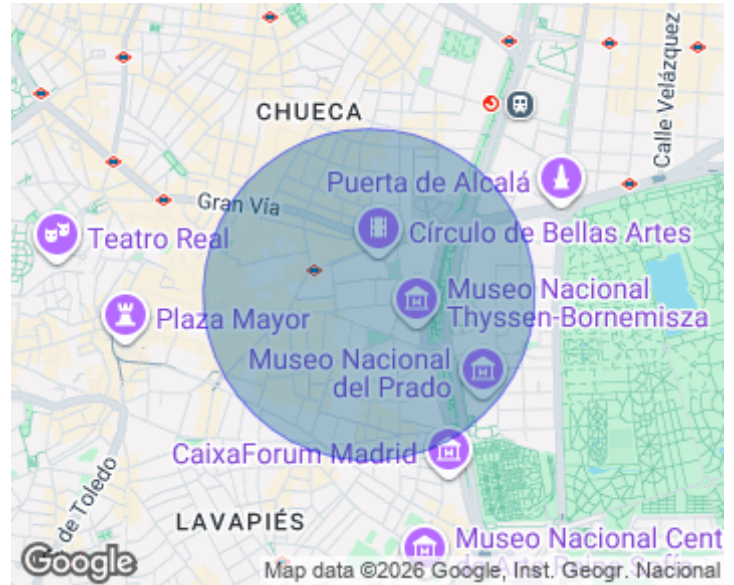 Calle Velázquez
CHUECA
Puerta de Alcalá
Gran Vía
Teatro Real
Círculo de Bellas Artes
Museo Nacional
Thyssen-Bornemisza
Plaza Mayor
Museo Nacional
del Prado
CaixaForum Madrid
de Toledo
LAVAPIÉS
Museo Nacional Cent
Google
Map data ©2026 Google, Inst. Geogr. Nacional